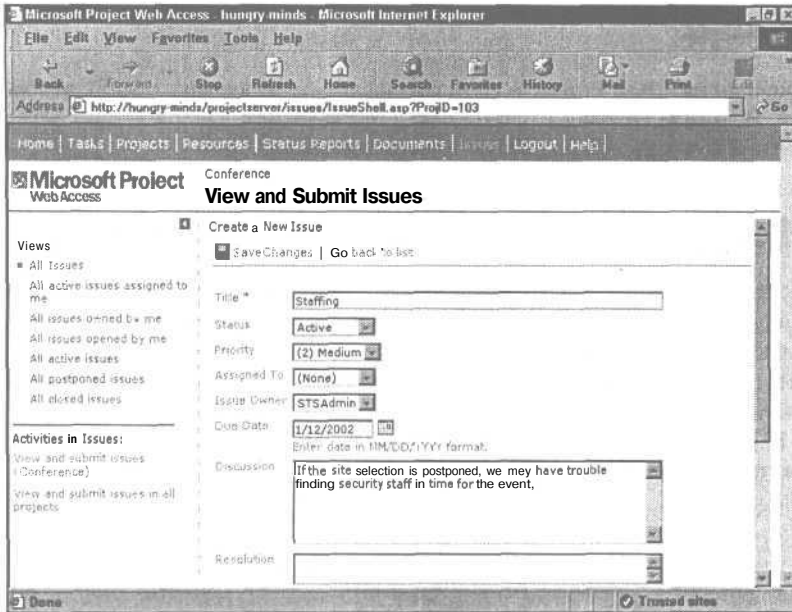 Microsoft Project Web Access - hungry minds - Microsoft Internet Explorer
File Edit View Favorites Tools Help
Back Forward Stop Refresh Home Search Favorites History Mail Print Edit
Address http://hungry-minds/projectserver/issues/IssueShell.asp?ProjID=103 Go
Home | Tasks | Projects | Resources | Status Reports | Documents | Issues | Logout | Help |
Microsoft Project
Web Access
Conference
View and Submit Issues
Views
All Issues
All active issues assigned to
me
All issues owned by me
All issues opened by me
All active issues
All postponed issues
All closed issues
Activities in Issues:
View and submit issues
(Conference)
View and submit issues in all
projects
Create a New Issue
Save Changes | Go back to list
Title * Staffing
Status Active
Priority (2) Medium
Assigned To (None)
Issue Owner STSAdmin
Due Date 1/12/2002
Enter date in MM/DD/YYYY format.
Discussion If the site selection is postponed, we mey have trouble
finding security staff in time for the event,
Resolution
Done Trusted sites